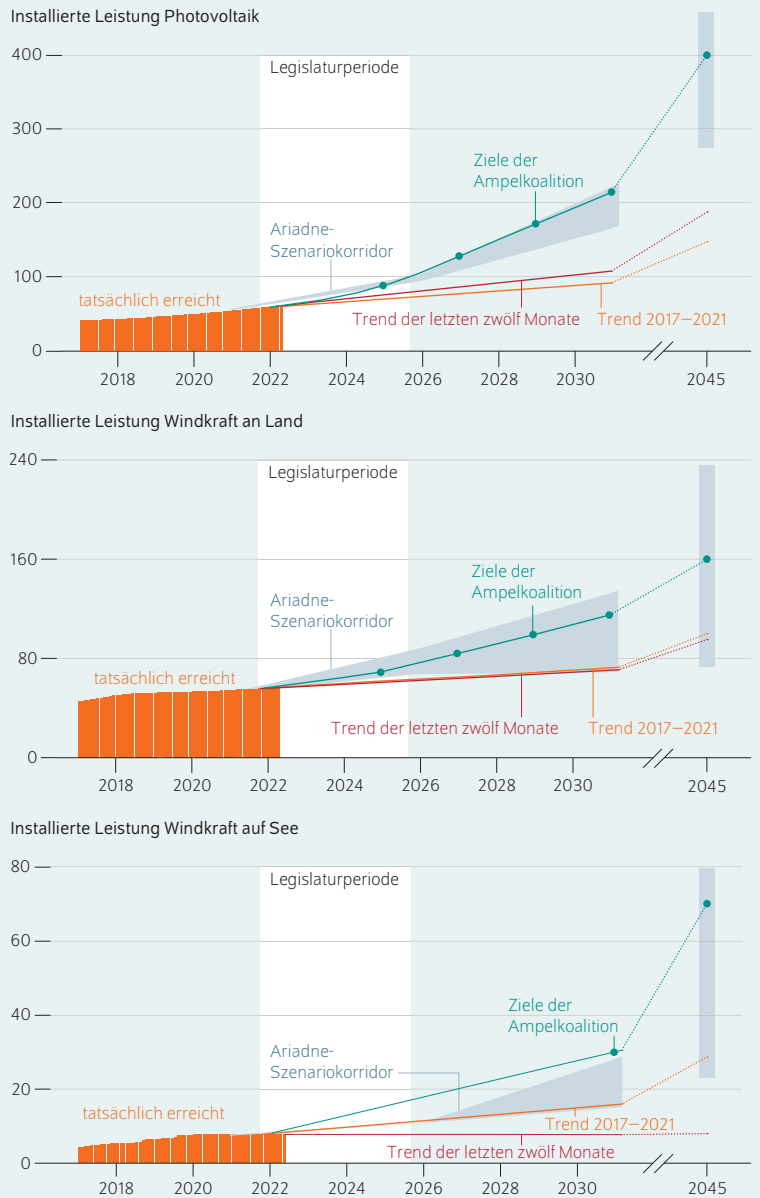 Installierte Leistung Photovoltaik
400
Legislaturperiode
300
Ziele der
Ampelkoalition
200
Ariadne-
Szenariokorridor
100
tatsächlich erreicht
Trend der letzten zwölf Monate
Trend 2017–2021
0
2018
2020
2022
2024
2026
2028
2030
2045
Installierte Leistung Windkraft an Land
240
Legislaturperiode
160
Ziele der
Ampelkoalition
Ariadne-
Szenariokorridor
80
tatsächlich erreicht
Trend der letzten zwölf Monate
Trend 2017–2021
0
2018
2020
2022
2024
2026
2028
2030
2045
Installierte Leistung Windkraft auf See
80
Legislaturperiode
60
40
Ziele der
Ampelkoalition
Ariadne-
Szenariokorridor
20
tatsächlich erreicht
Trend 2017–2021
Trend der letzten zwölf Monate
0
2018
2020
2022
2024
2026
2028
2030
2045